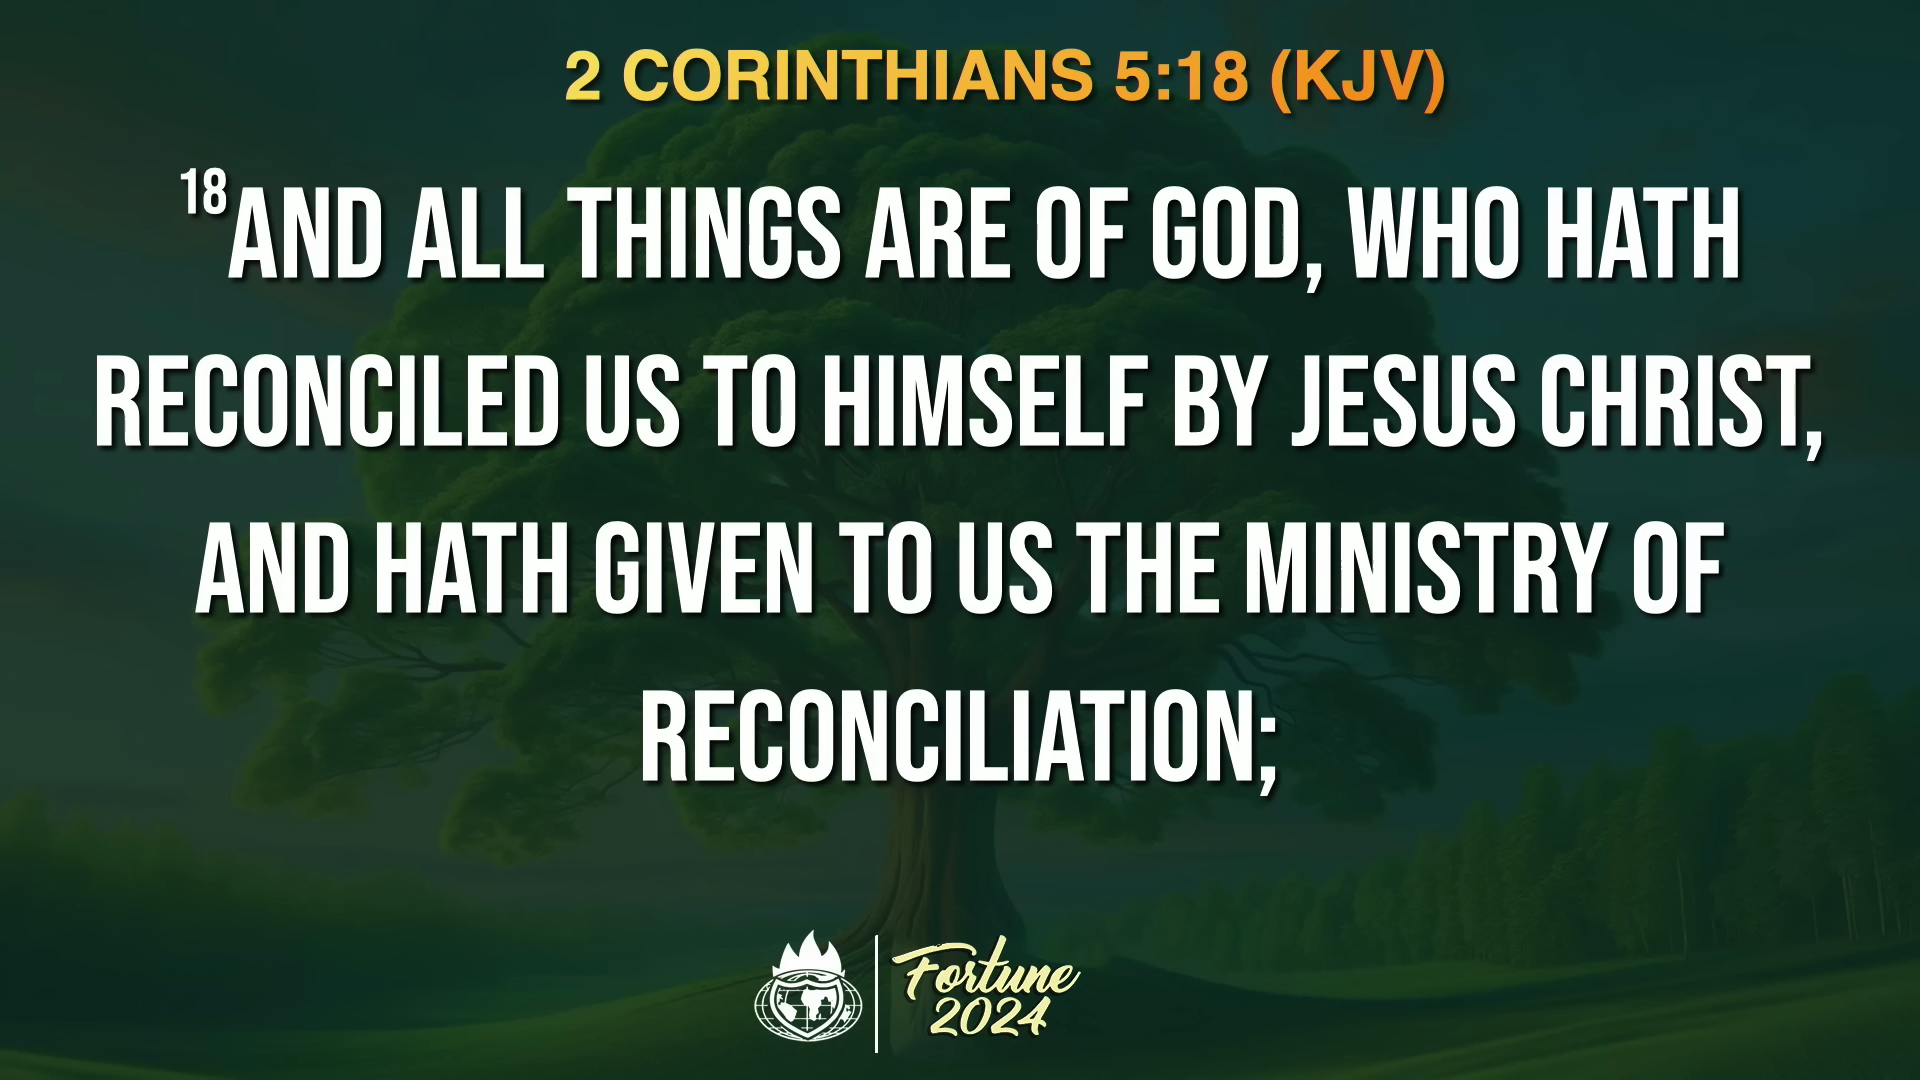 2 CORINTHIANS 5:18 (KJV)
18AND ALL THINGS ARE OF GOD, WHO HATH
RECONCILED US TO HIMSELF BY JESUS CHRIST,
AND HATH GIVEN TO US THE MINISTRY OF
RECONCILIATION;
Fortune
2024